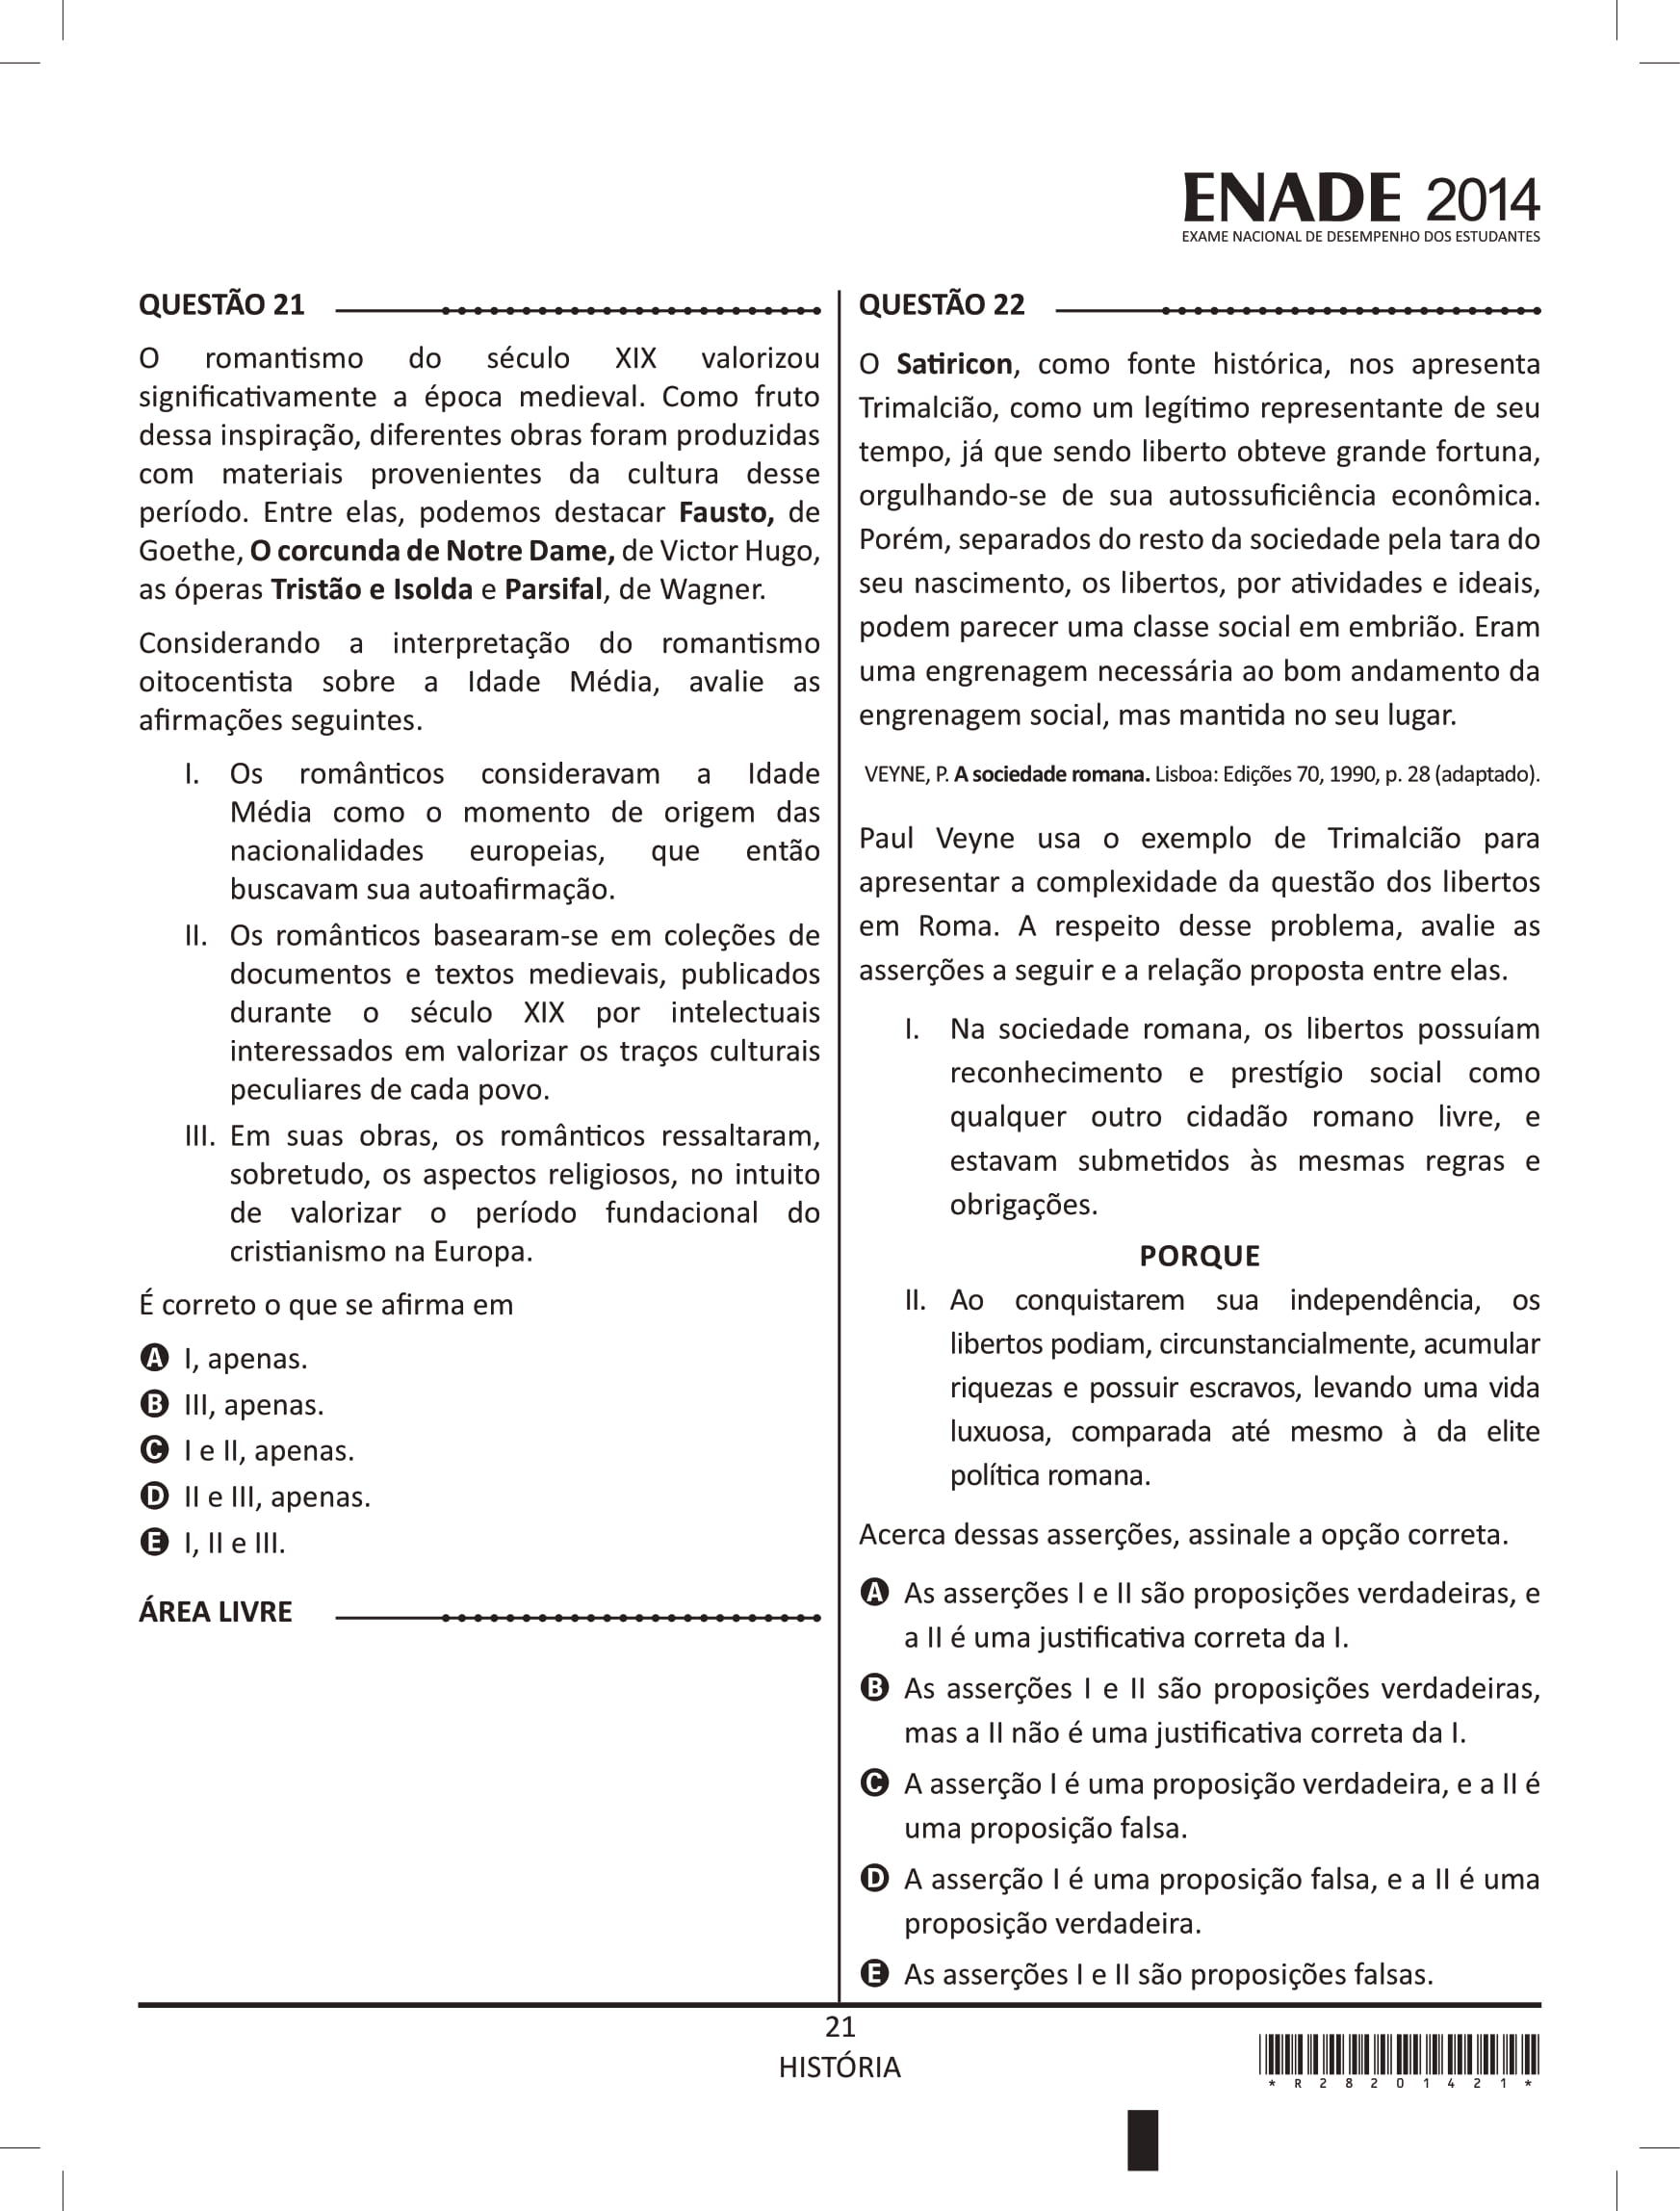 ENADE 2014
EXAME NACIONAL DE DESEMPENHO DOS ESTUDANTES
QUESTÃO 21
O romantismo do século XIX valorizou
significativamente a época medieval. Como fruto
dessa inspiração, diferentes obras foram produzidas
com materiais provenientes da cultura desse
período. Entre elas, podemos destacar Fausto, de
Goethe, O corcunda de Notre Dame, de Victor Hugo,
as óperas Tristão e Isolda e Parsifal, de Wagner.
Considerando a interpretação do romantismo
oitocentista sobre a Idade Média, avalie as
afirmações seguintes.
I. Os românticos consideravam a Idade
Média como o momento de origem das
nacionalidades europeias, que então
buscavam sua autoafirmação.
II. Os românticos basearam-se em coleções de
documentos e textos medievais, publicados
durante o século XIX por intelectuais
interessados em valorizar os traços culturais
peculiares de cada povo.
III. Em suas obras, os românticos ressaltaram,
sobretudo, os aspectos religiosos, no intuito
de valorizar o período fundacional do
cristianismo na Europa.
É correto o que se afirma em
A I, apenas.
B III, apenas.
C I e II, apenas.
D II e III, apenas.
E I, II e III.
ÁREA LIVRE
QUESTÃO 22
O Satiricon, como fonte histórica, nos apresenta
Trimalcião, como um legítimo representante de seu
tempo, já que sendo liberto obteve grande fortuna,
orgulhando-se de sua autossuficiência econômica.
Porém, separados do resto da sociedade pela tara do
seu nascimento, os libertos, por atividades e ideais,
podem parecer uma classe social em embrião. Eram
uma engrenagem necessária ao bom andamento da
engrenagem social, mas mantida no seu lugar.
VEYNE, P. A sociedade romana. Lisboa: Edições 70, 1990, p. 28 (adaptado).
Paul Veyne usa o exemplo de Trimalcião para
apresentar a complexidade da questão dos libertos
em Roma. A respeito desse problema, avalie as
asserções a seguir e a relação proposta entre elas.
I. Na sociedade romana, os libertos possuíam
reconhecimento e prestígio social como
qualquer outro cidadão romano livre, e
estavam submetidos às mesmas regras e
obrigações.
PORQUE
II. Ao conquistarem sua independência, os
libertos podiam, circunstancialmente, acumular
riquezas e possuir escravos, levando uma vida
luxuosa, comparada até mesmo à da elite
política romana.
Acerca dessas asserções, assinale a opção correta.
A As asserções I e II são proposições verdadeiras, e
a II é uma justificativa correta da I.
B As asserções I e II são proposições verdadeiras,
mas a II não é uma justificativa correta da I.
C A asserção I é uma proposição verdadeira, e a II é
uma proposição falsa.
D A asserção I é uma proposição falsa, e a II é uma
proposição verdadeira.
E As asserções I e II são proposições falsas.
21
HISTÓRIA
* R 2 8 2 0 1 4 2 1 *